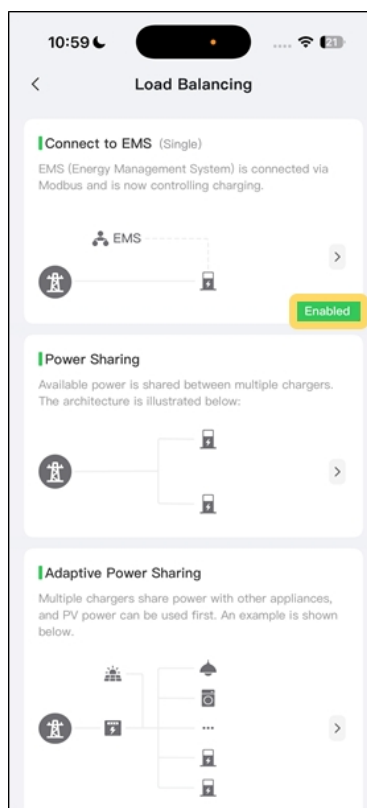 10:59
21
Load Balancing
Connect to EMS (Single)
EMS (Energy Management System) is connected via
Modbus and is now controlling charging.
EMS
Enabled
Power Sharing
Available power is shared between multiple chargers.
The architecture is illustrated below:
Adaptive Power Sharing
Multiple chargers share power with other appliances,
and PV power can be used first. An example is shown
below.